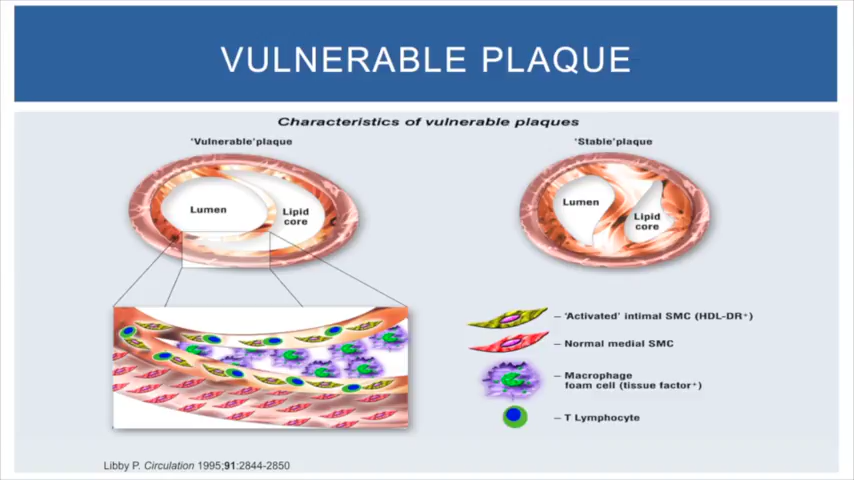 VULNERABLE PLAQUE
Characteristics of vulnerable plaques
'Vulnerable'plaque
'Stable'plaque
Lumen
Lipid
core
Lumen
Lipid
core
– 'Activated' intimal SMC (HDL-DR+)
– Normal medial SMC
– Macrophage
foam cell (tissue factor+)
– T Lymphocyte
Libby P. Circulation 1995;91:2844-2850